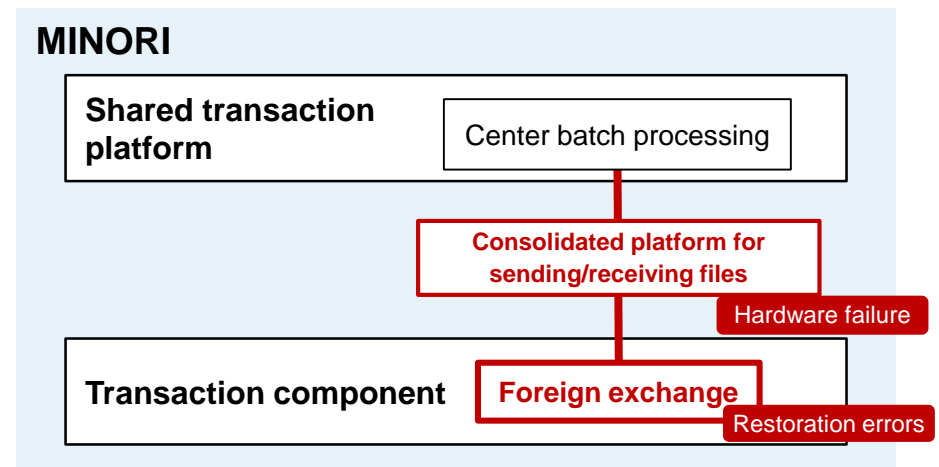 MINORI
Shared transaction
platform
Center batch processing
Consolidated platform for
sending/receiving files
Hardware failure
Transaction component
Foreign exchange
Restoration errors